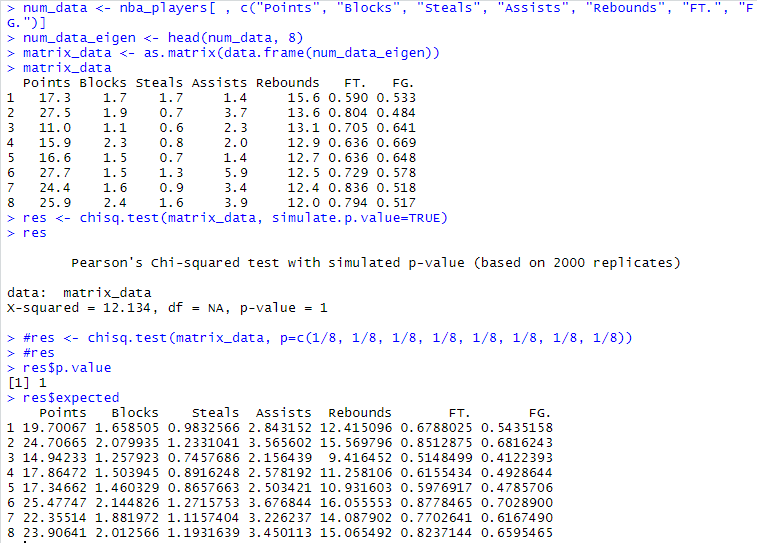 > num_data <- nba_players[ , c("Points", "Blocks", "Steals", "Assists", "Rebounds", "FT.", "F
G.")]
> num_data_eigen <- head(num_data, 8)
> matrix_data <- as.matrix(data.frame(num_data_eigen))
> matrix_data
  Points Blocks Steals Assists Rebounds   FT.   FG.
1   17.3    1.7    1.7     1.4     15.6 0.590 0.533
2   27.5    1.9    0.7     3.7     13.6 0.804 0.484
3   11.0    1.1    0.6     2.3     13.1 0.705 0.641
4   15.9    2.3    0.8     2.0     12.9 0.636 0.669
5   16.6    1.5    0.7     1.4     12.7 0.636 0.648
6   27.7    1.5    1.3     5.9     12.5 0.729 0.578
7   24.4    1.6    0.9     3.4     12.4 0.836 0.518
8   25.9    2.4    1.6     3.9     12.0 0.794 0.517
> res <- chisq.test(matrix_data, simulate.p.value=TRUE)
> res
Pearson's Chi-squared test with simulated p-value (based on 2000 replicates)
data:  matrix_data
X-squared = 12.134, df = NA, p-value = 1
> #res <- chisq.test(matrix_data, p=c(1/8, 1/8, 1/8, 1/8, 1/8, 1/8, 1/8, 1/8))
> #res
> res$p.value
[1] 1
> res$expected
    Points   Blocks    Steals  Assists  Rebounds       FT.       FG.
1 19.70067 1.658505 0.9832566 2.843152 12.415096 0.6788025 0.5435158
2 24.70665 2.079935 1.2331041 3.565602 15.569796 0.8512875 0.6816243
3 14.94233 1.257923 0.7457686 2.156439  9.416452 0.5148499 0.4122393
4 17.86472 1.503945 0.8916248 2.578192 11.258106 0.6155434 0.4928644
5 17.34662 1.460329 0.8657663 2.503421 10.931603 0.5976917 0.4785706
6 25.47747 2.144826 1.2715753 3.676844 16.055553 0.8778465 0.7028900
7 22.35514 1.881972 1.1157404 3.226237 14.087902 0.7702641 0.6167490
8 23.90641 2.012566 1.1931639 3.450113 15.065492 0.8237144 0.6595465